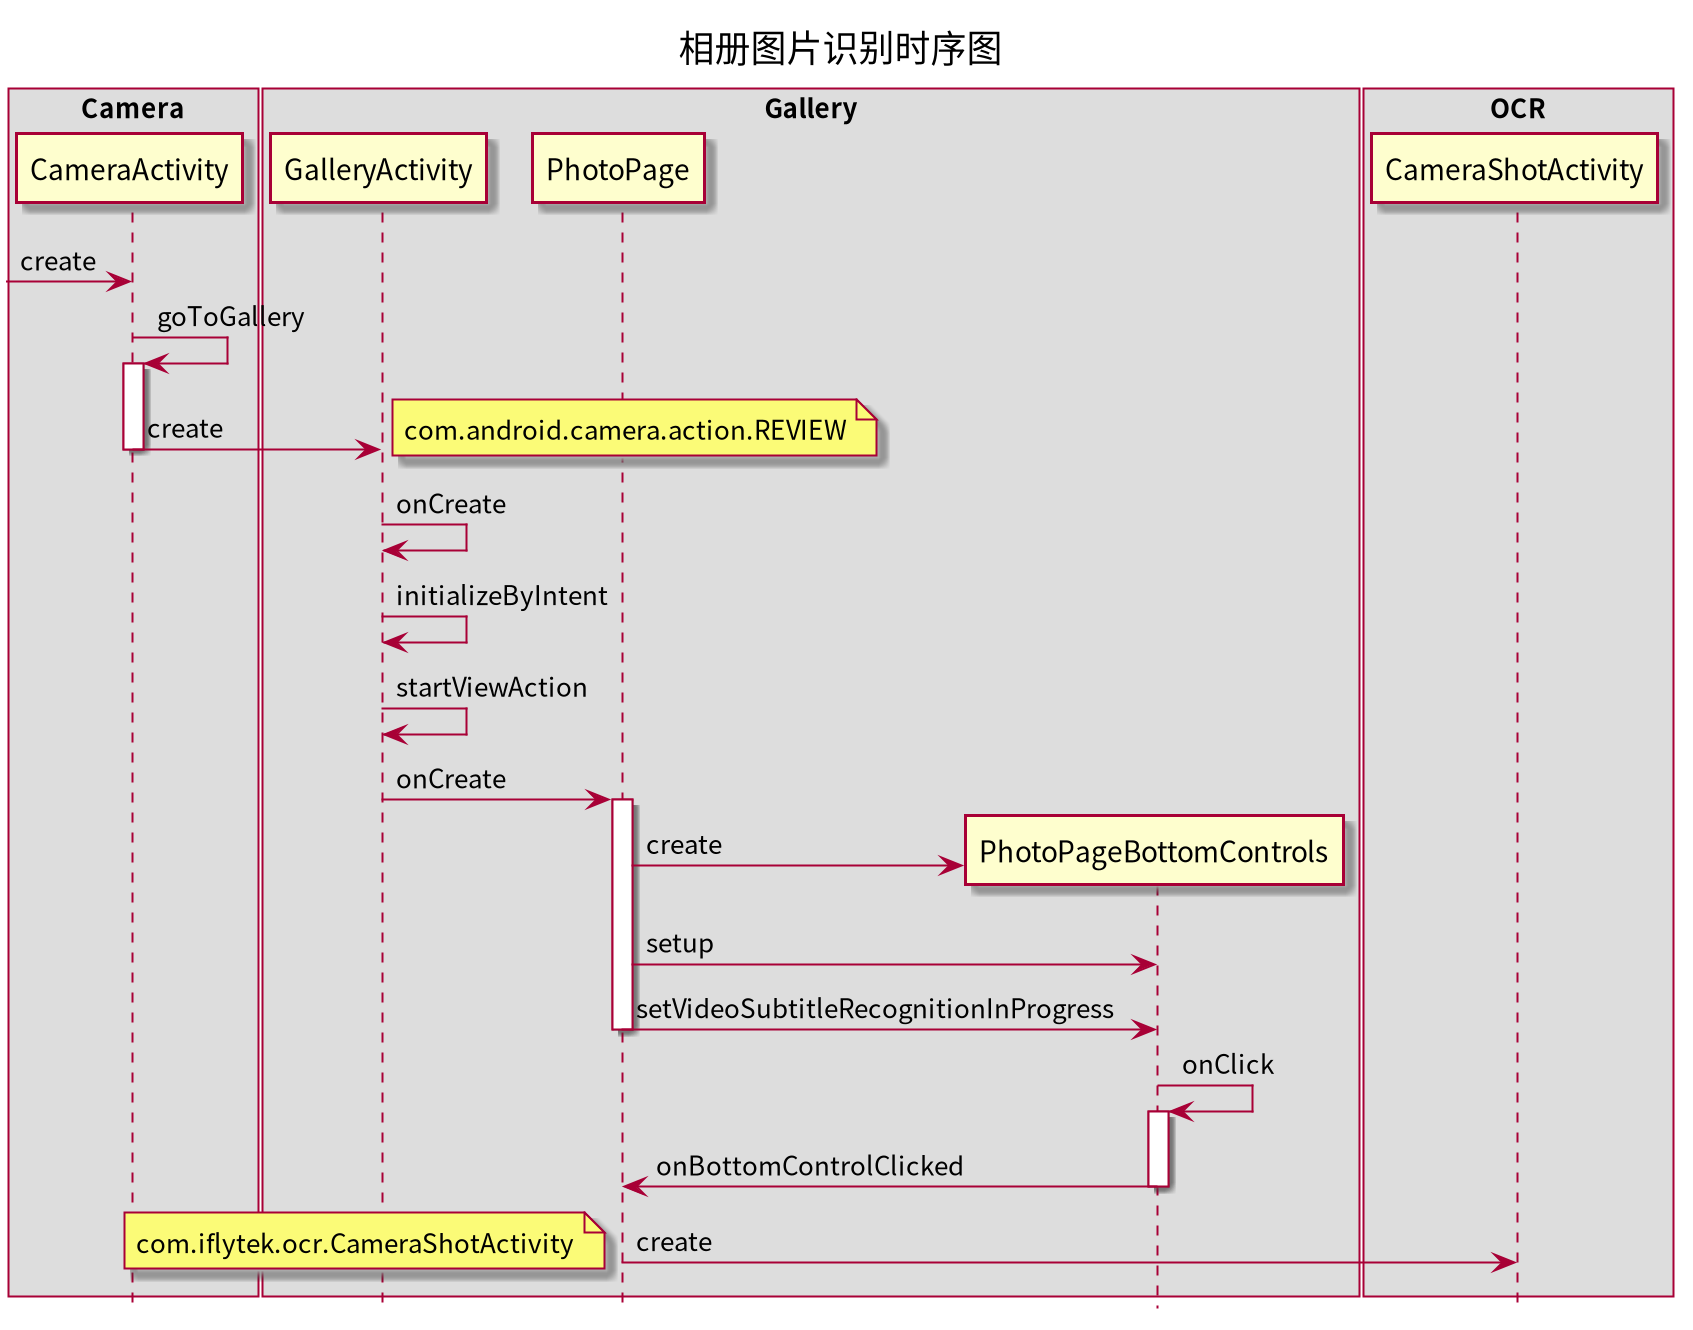 相册图片识别时序图
Camera
Gallery
OCR
CameraActivity
GalleryActivity
PhotoPage
CameraShotActivity
create
goToGallery
create
com.android.camera.action.REVIEW
onCreate
initializeByIntent
startViewAction
onCreate
create
PhotoPageBottomControls
setup
setVideoSubtitleRecognitionInProgress
onClick
onBottomControlClicked
com.iflytek.ocr.CameraShotActivity
create